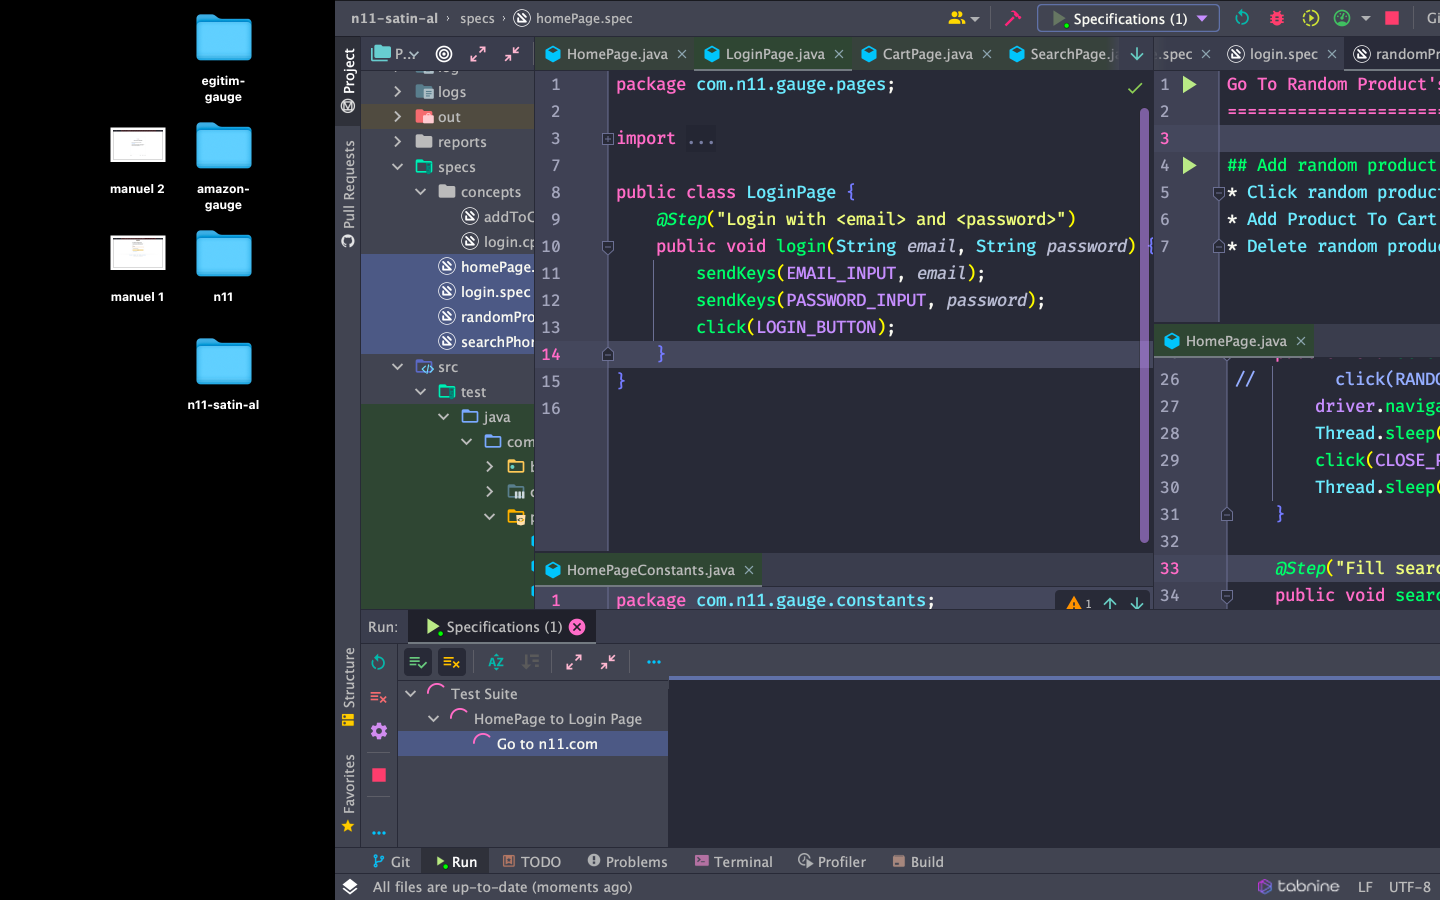 egitim-
gauge
manuel 2
amazon-
gauge
manuel 1
n11
n11-satin-al
n11-satin-al › specs › homePage.spec
Specifications (1)
Project
Pull Requests
Structure
Favorites
P...
logs
out
reports
specs
concepts
addToC
login.cp
homePage.
login.spec
randomPro
searchPhon
src
test
java
com
HomePage.java
LoginPage.java
CartPage.java
SearchPage.j
1 package com.n11.gauge.pages;
2
3 import ...
7
8 public class LoginPage {
9 @Step("Login with <email> and <password>")
10 public void login(String email, String password) {
11 sendKeys(EMAIL_INPUT, email);
12 sendKeys(PASSWORD_INPUT, password);
13 click(LOGIN_BUTTON);
14 }
15 }
16
HomePageConstants.java
1 package com.n11.gauge.constants;
1
.spec
login.spec
randomPr
1 Go To Random Product's
2 =====================
3
4 ## Add random product
5 * Click random product
6 * Add Product To Cart
7 * Delete random produc
HomePage.java
26 // click(RANDO
27 driver.naviga
28 Thread.sleep(
29 click(CLOSE_P
30 Thread.sleep(
31 }
32
33 @Step("Fill searc
34 public void searc
Run:
Specifications (1)
Test Suite
HomePage to Login Page
Go to n11.com
Git
Run
TODO
Problems
Terminal
Profiler
Build
All files are up-to-date (moments ago)
tabnine
LF
UTF-8